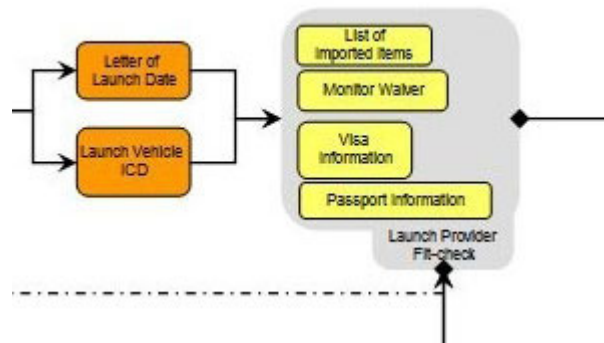 Letter of
Launch Date
Launch Vehicle
ICD
List of
Imported Items
Monitor Waiver
Visa
Information
Passport Information
Launch Provider
Fit-check